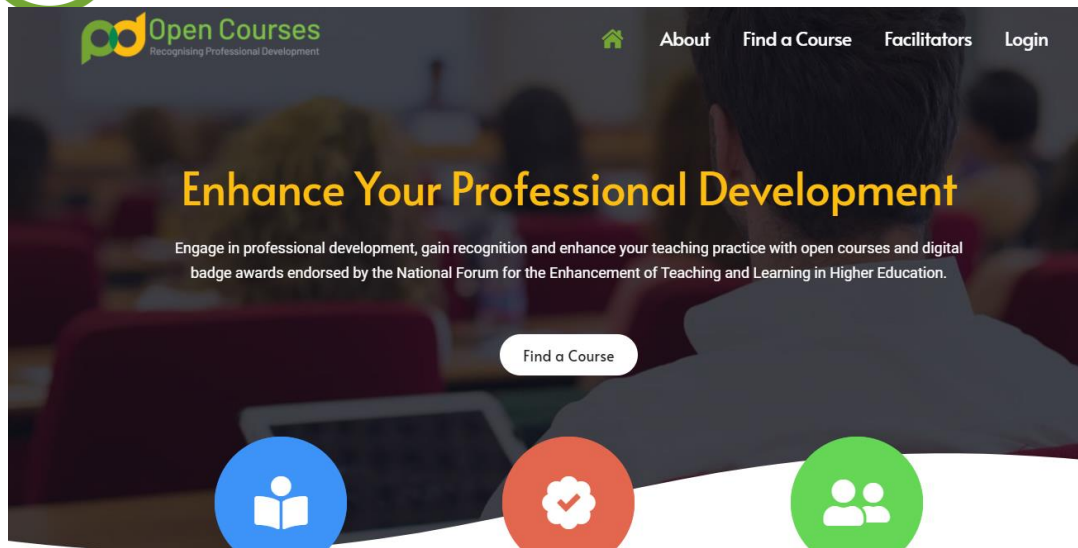 Open Courses
Recognising Professional Development
About Find a Course Facilitators Login
Enhance Your Professional Development
Engage in professional development, gain recognition and enhance your teaching practice with open courses and digital
badge awards endorsed by the National Forum for the Enhancement of Teaching and Learning in Higher Education.
Find a Course